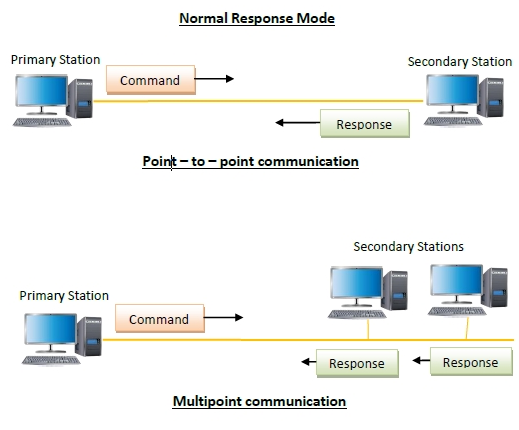 Normal Response Mode
Primary Station
Secondary Station
Command
Response
Point – to – point communication
Secondary Stations
Primary Station
Command
Response
Response
Multipoint communication